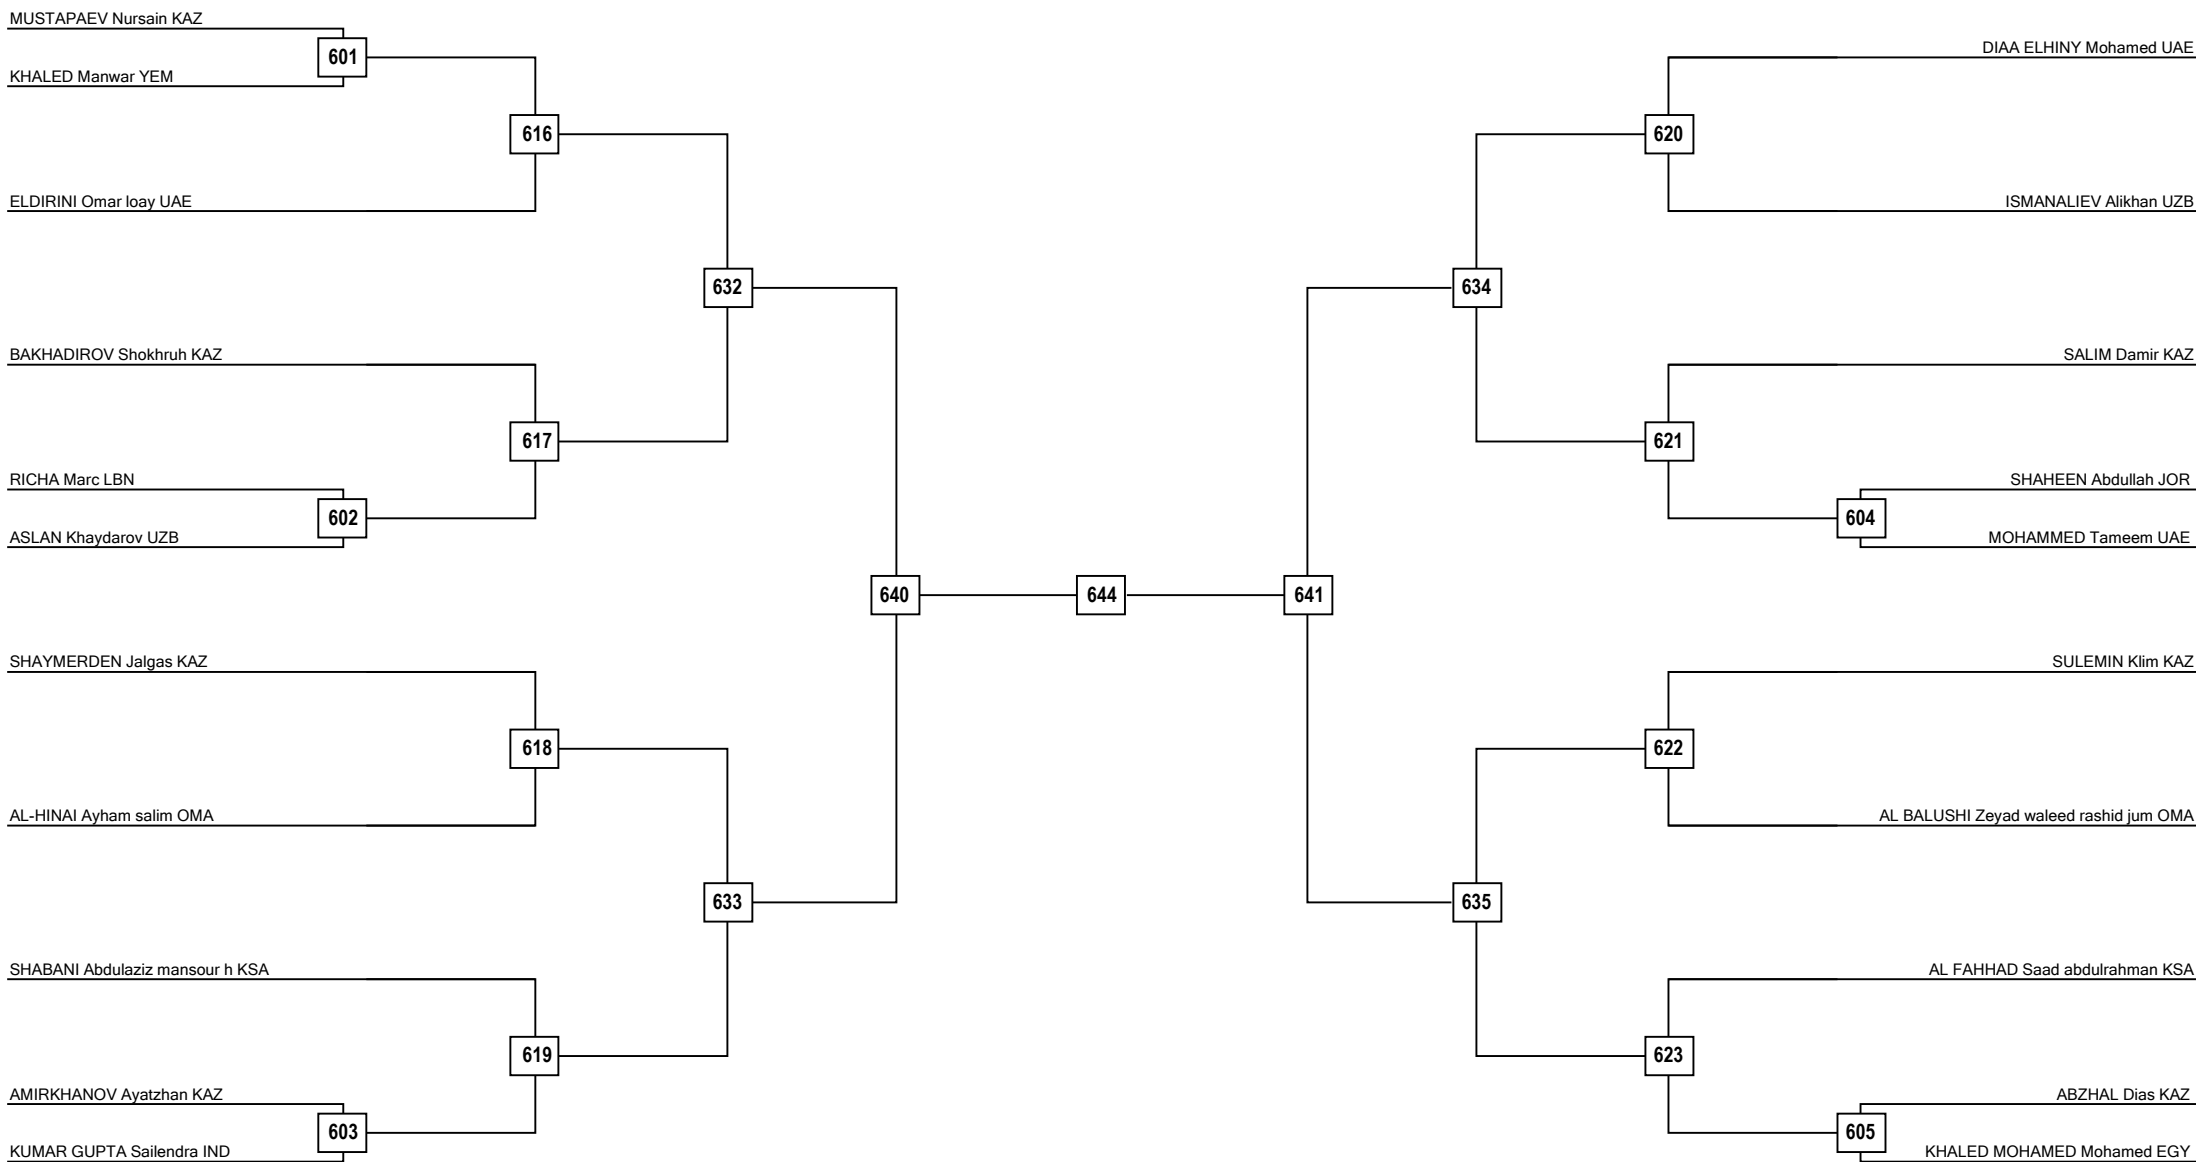 MUSTAPAEV Nursain KAZ
601
KHALED Manwar YEM
616
ELDIRINI Omar loay UAE
632
BAKHADIROV Shokhruh KAZ
617
RICHA Marc LBN
602
ASLAN Khaydarov UZB
640
SHAYMERDEN Jalgas KAZ
618
AL-HINAI Ayham salim OMA
633
SHABANI Abdulaziz mansour h KSA
619
AMIRKHANOV Ayatzhan KAZ
603
KUMAR GUPTA Sailendra IND
644
DIAA ELHINY Mohamed UAE
620
ISMANALIEV Alikhan UZB
634
SALIM Damir KAZ
621
SHAHEEN Abdullah JOR
604
MOHAMMED Tameem UAE
641
SULEMIN Klim KAZ
622
AL BALUSHI Zeyad waleed rashid jum OMA
635
AL FAHHAD Saad abdulrahman KSA
623
ABZHAL Dias KAZ
605
KHALED MOHAMED Mohamed EGY